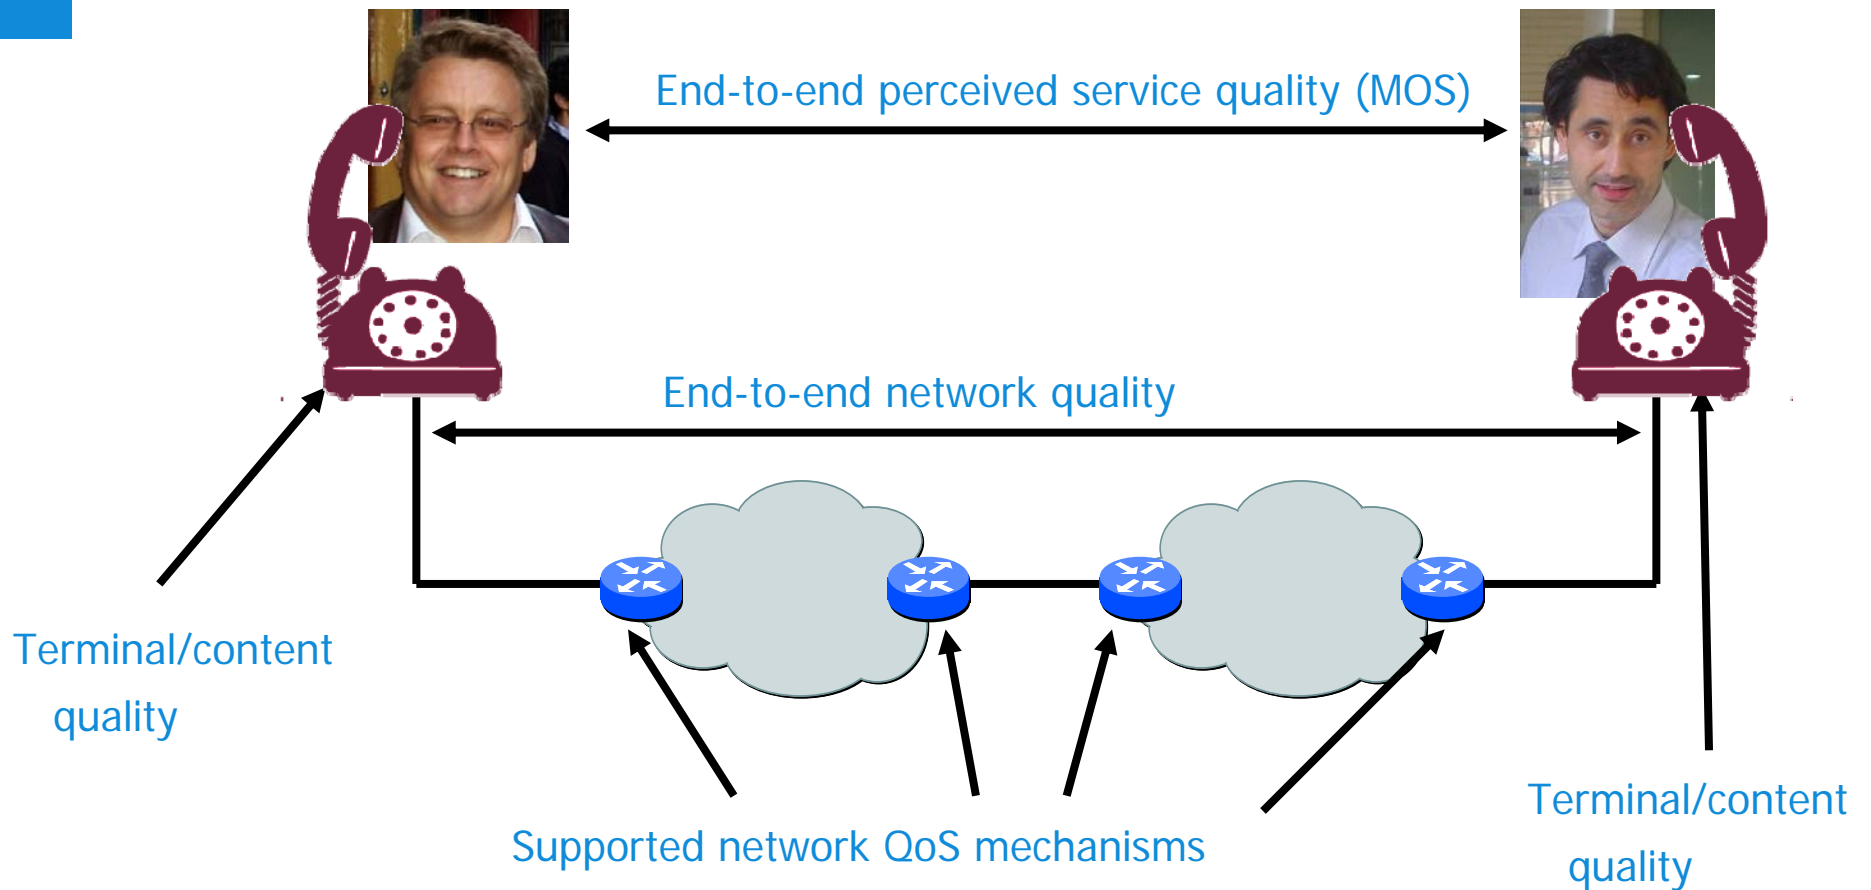 End-to-end perceived service quality (MOS)
End-to-end network quality
Terminal/content
quality
Supported network QoS mechanisms
Terminal/content
quality